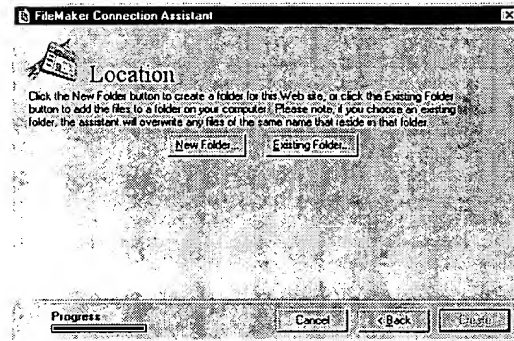 FileMaker Connection Assistant
Location
Click the New Folder button to create a folder for this Web site, or click the Existing Folder
button to add the files to a folder on your computer. Please note, if you choose an existing
folder, the assistant will overwrite any files of the same name that reside in that folder.
New Folder... Existing Folder...
Progress Cancel < Back Create